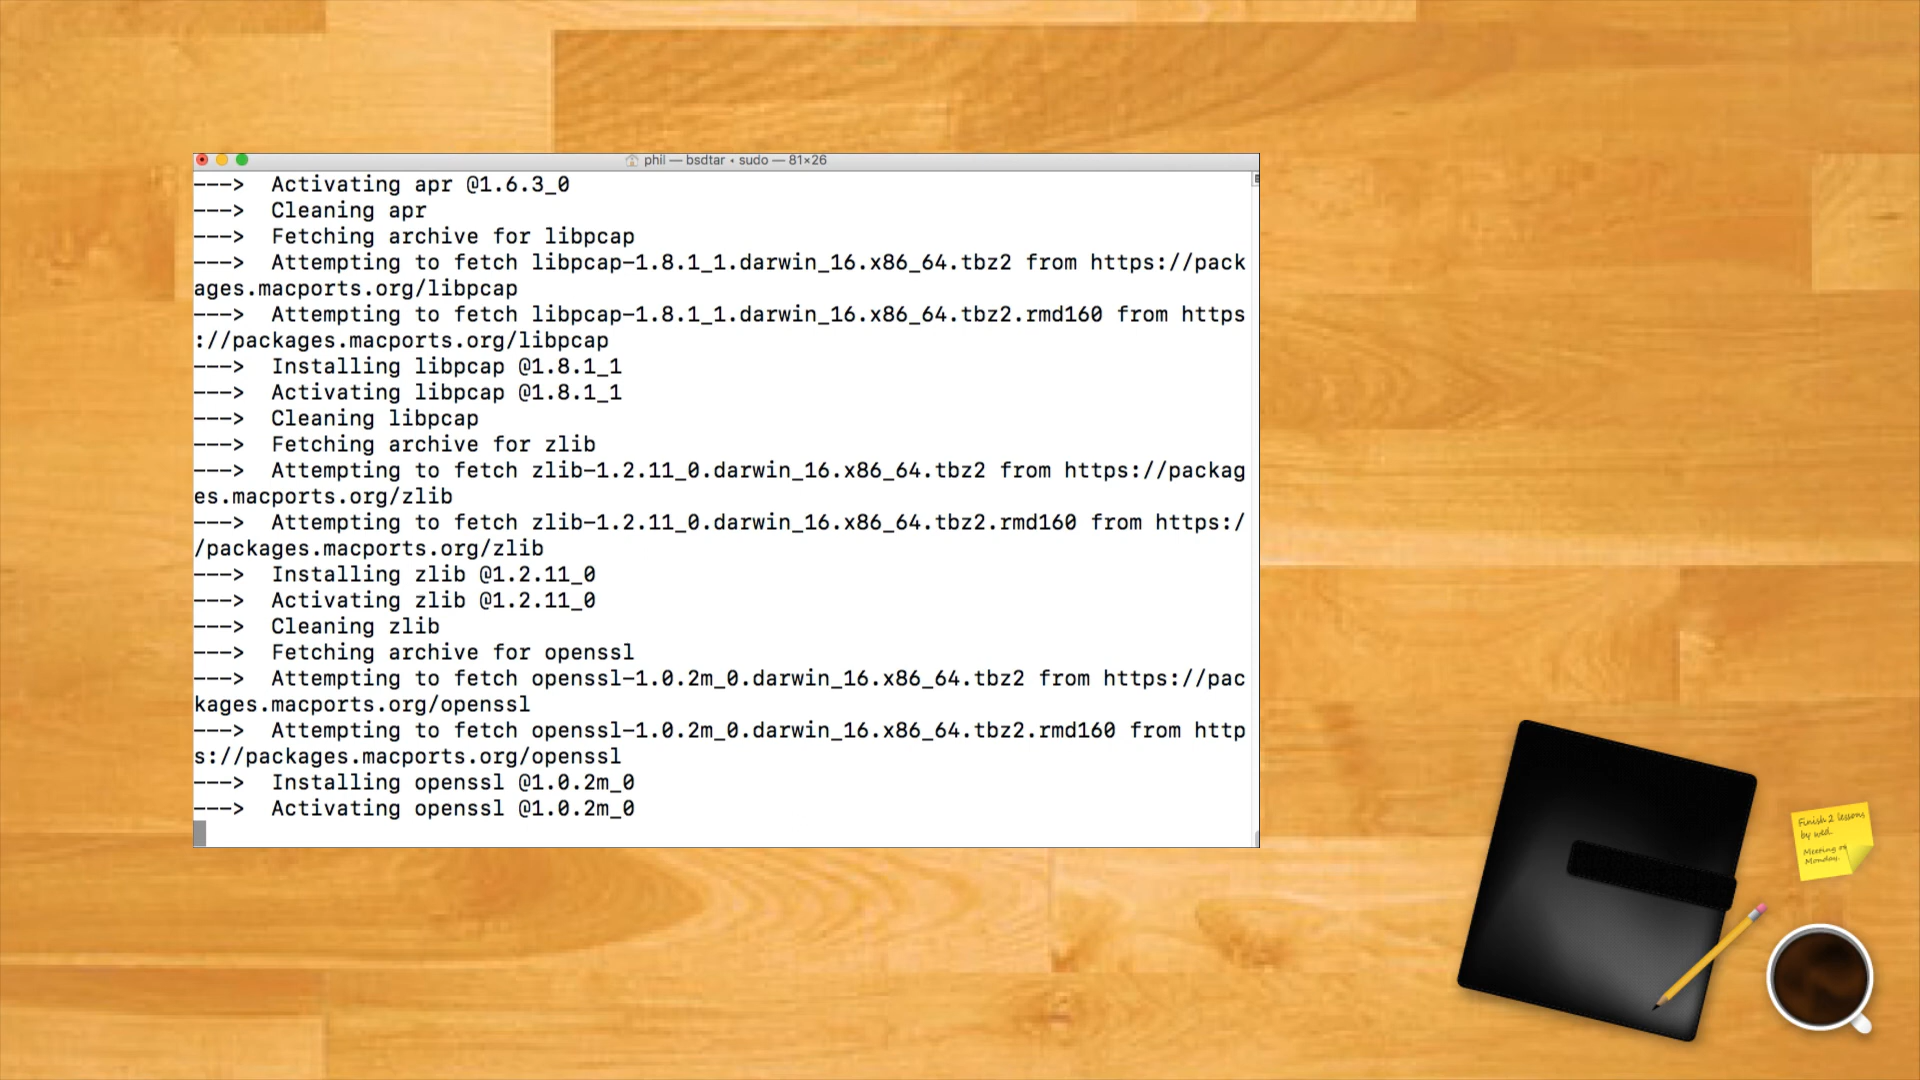 phil — bsdtar ◂ sudo — 81×26
---> Activating apr @1.6.3_0
---> Cleaning apr
---> Fetching archive for libpcap
---> Attempting to fetch libpcap-1.8.1_1.darwin_16.x86_64.tbz2 from https://pack
ages.macports.org/libpcap
---> Attempting to fetch libpcap-1.8.1_1.darwin_16.x86_64.tbz2.rmd160 from https
://packages.macports.org/libpcap
---> Installing libpcap @1.8.1_1
---> Activating libpcap @1.8.1_1
---> Cleaning libpcap
---> Fetching archive for zlib
---> Attempting to fetch zlib-1.2.11_0.darwin_16.x86_64.tbz2 from https://packag
es.macports.org/zlib
---> Attempting to fetch zlib-1.2.11_0.darwin_16.x86_64.tbz2.rmd160 from https:/
/packages.macports.org/zlib
---> Installing zlib @1.2.11_0
---> Activating zlib @1.2.11_0
---> Cleaning zlib
---> Fetching archive for openssl
---> Attempting to fetch openssl-1.0.2m_0.darwin_16.x86_64.tbz2 from https://pac
kages.macports.org/openssl
---> Attempting to fetch openssl-1.0.2m_0.darwin_16.x86_64.tbz2.rmd160 from http
s://packages.macports.org/openssl
---> Installing openssl @1.0.2m_0
---> Activating openssl @1.0.2m_0
Finish 2 lessons
by wed.
Meeting on
Monday.